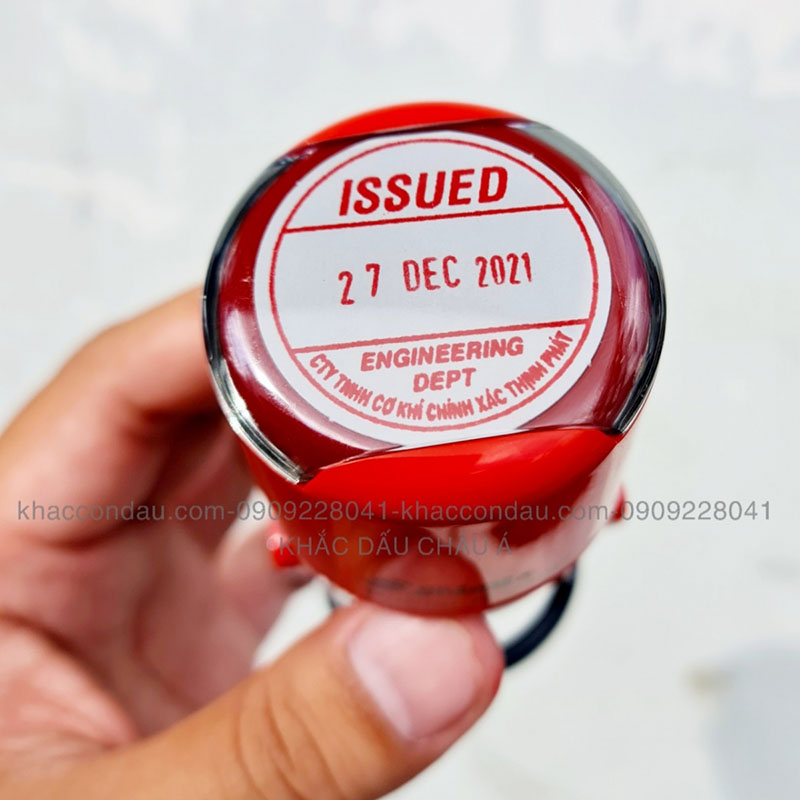 ISSUED
27 DEC 2021
ENGINEERING
DEPT
CTY TNHH CƠ KHÍ CHÍNH XÁC THỊNH PHÁT
khaccondau.com-0909228041-khaccondau.com-0909228041
KHẮC DẤU CHÂU Á